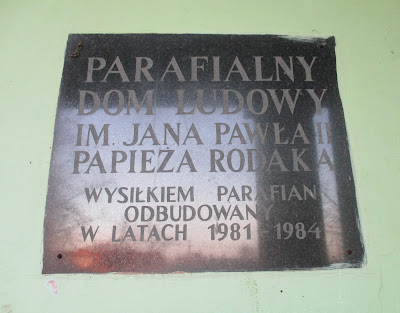 PARAFIALNY
DOM LUDOWY
IM. JANA PAWŁA II
PAPIEŻA RODAKA
WYSIŁKIEM PARAFIAN
ODBUDOWANY
W LATACH 1981-1984